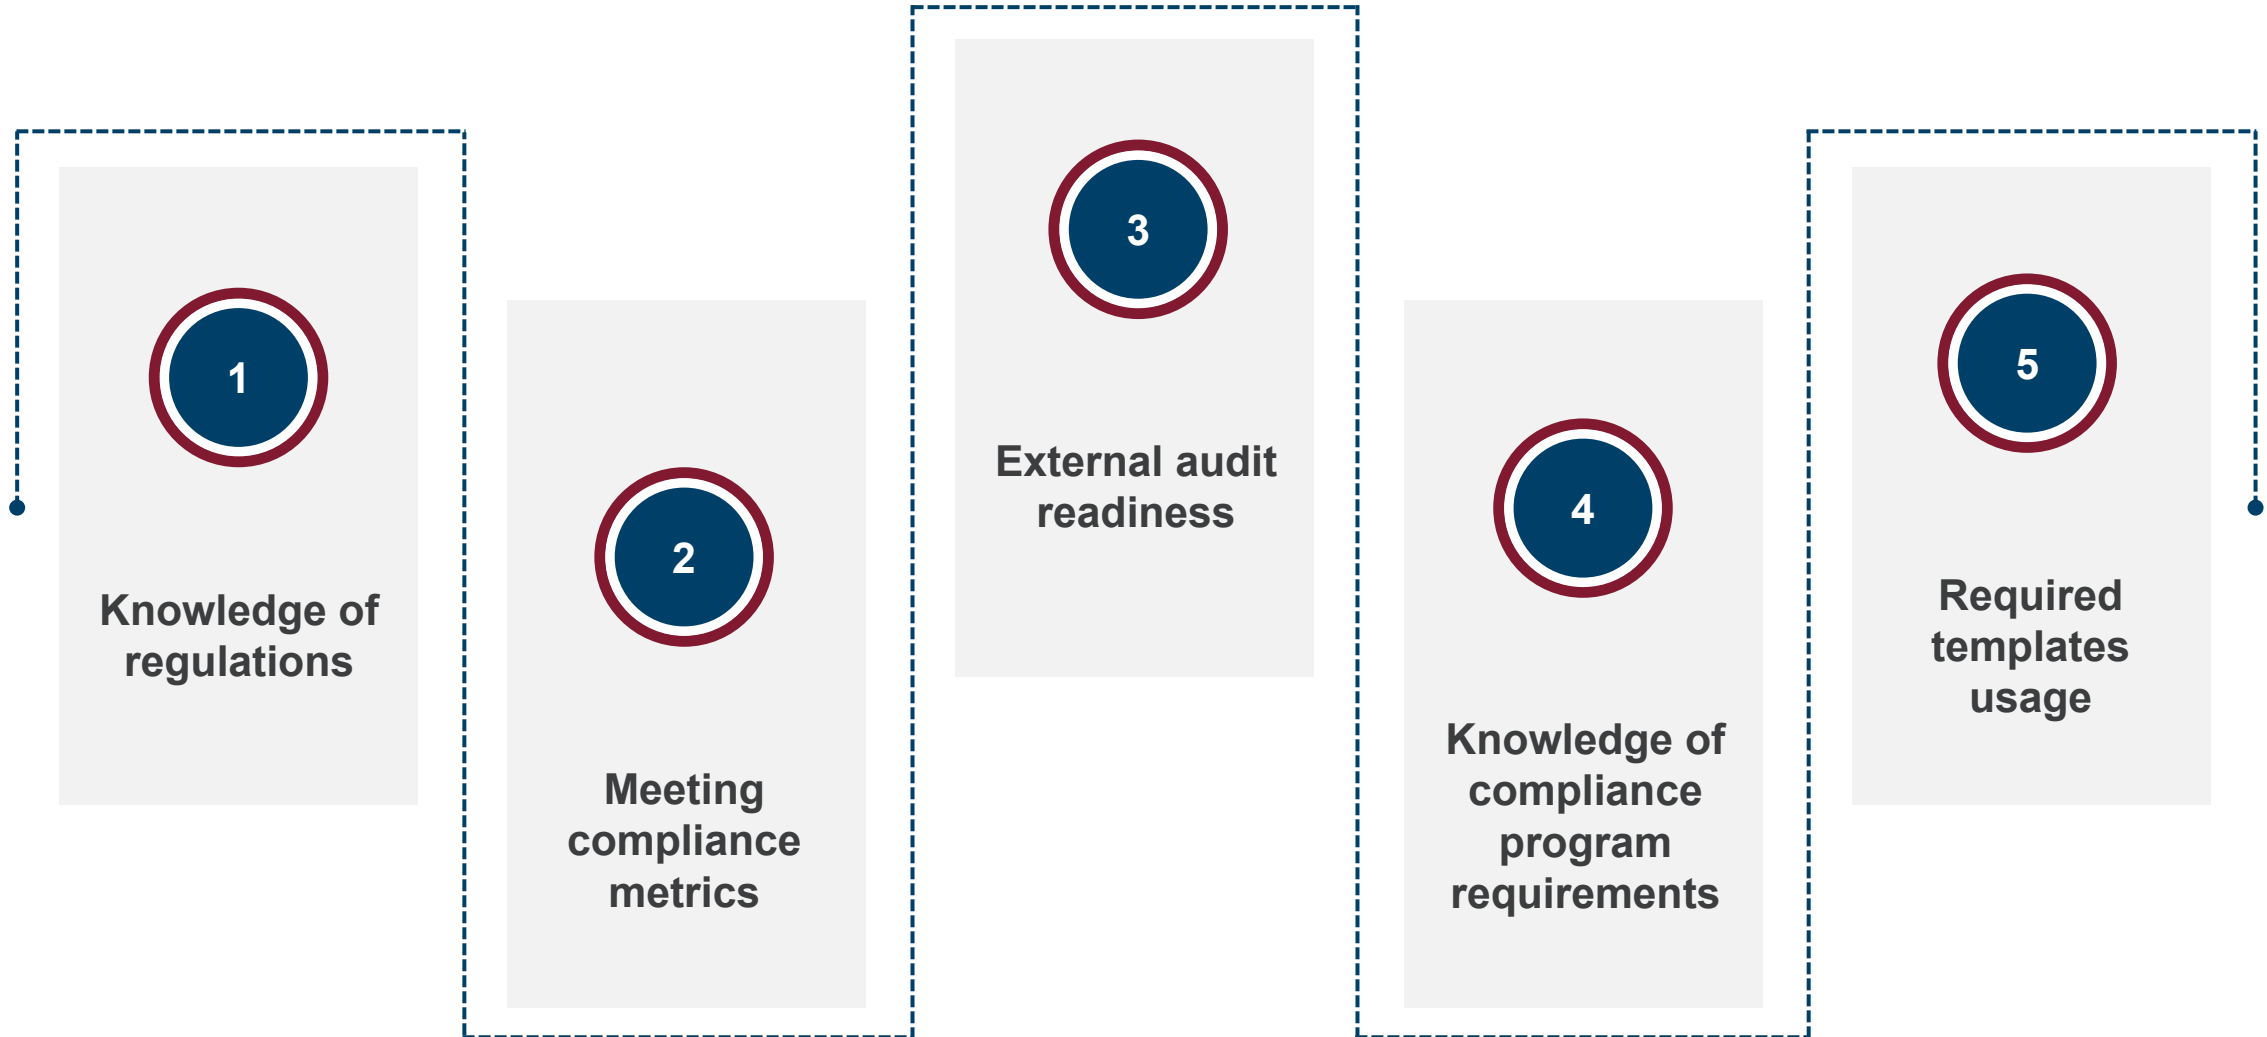 1
Knowledge of
regulations
2
Meeting
compliance
metrics
3
External audit
readiness
4
Knowledge of
compliance
program
requirements
5
Required
templates
usage